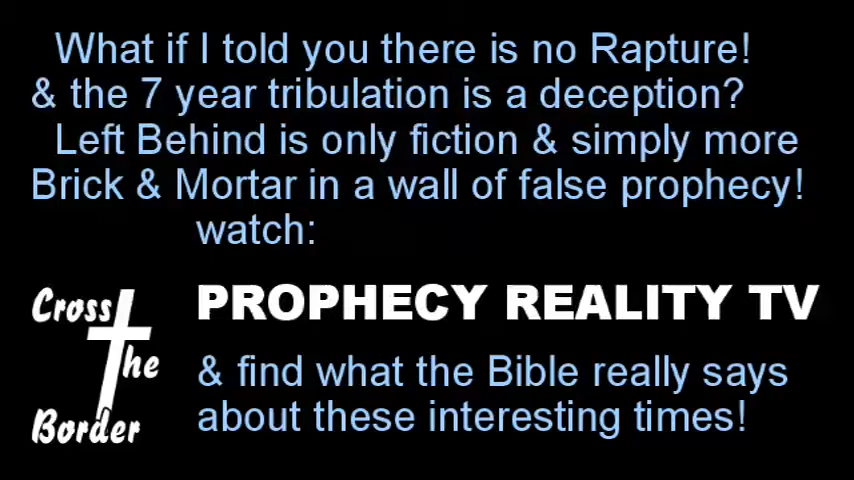 What if I told you there is no Rapture!
& the 7 year tribulation is a deception?
Left Behind is only fiction & simply more
Brick & Mortar in a wall of false prophecy!
watch:
PROPHECY REALITY TV
& find what the Bible really says
about these interesting times!
Cross
the
Border